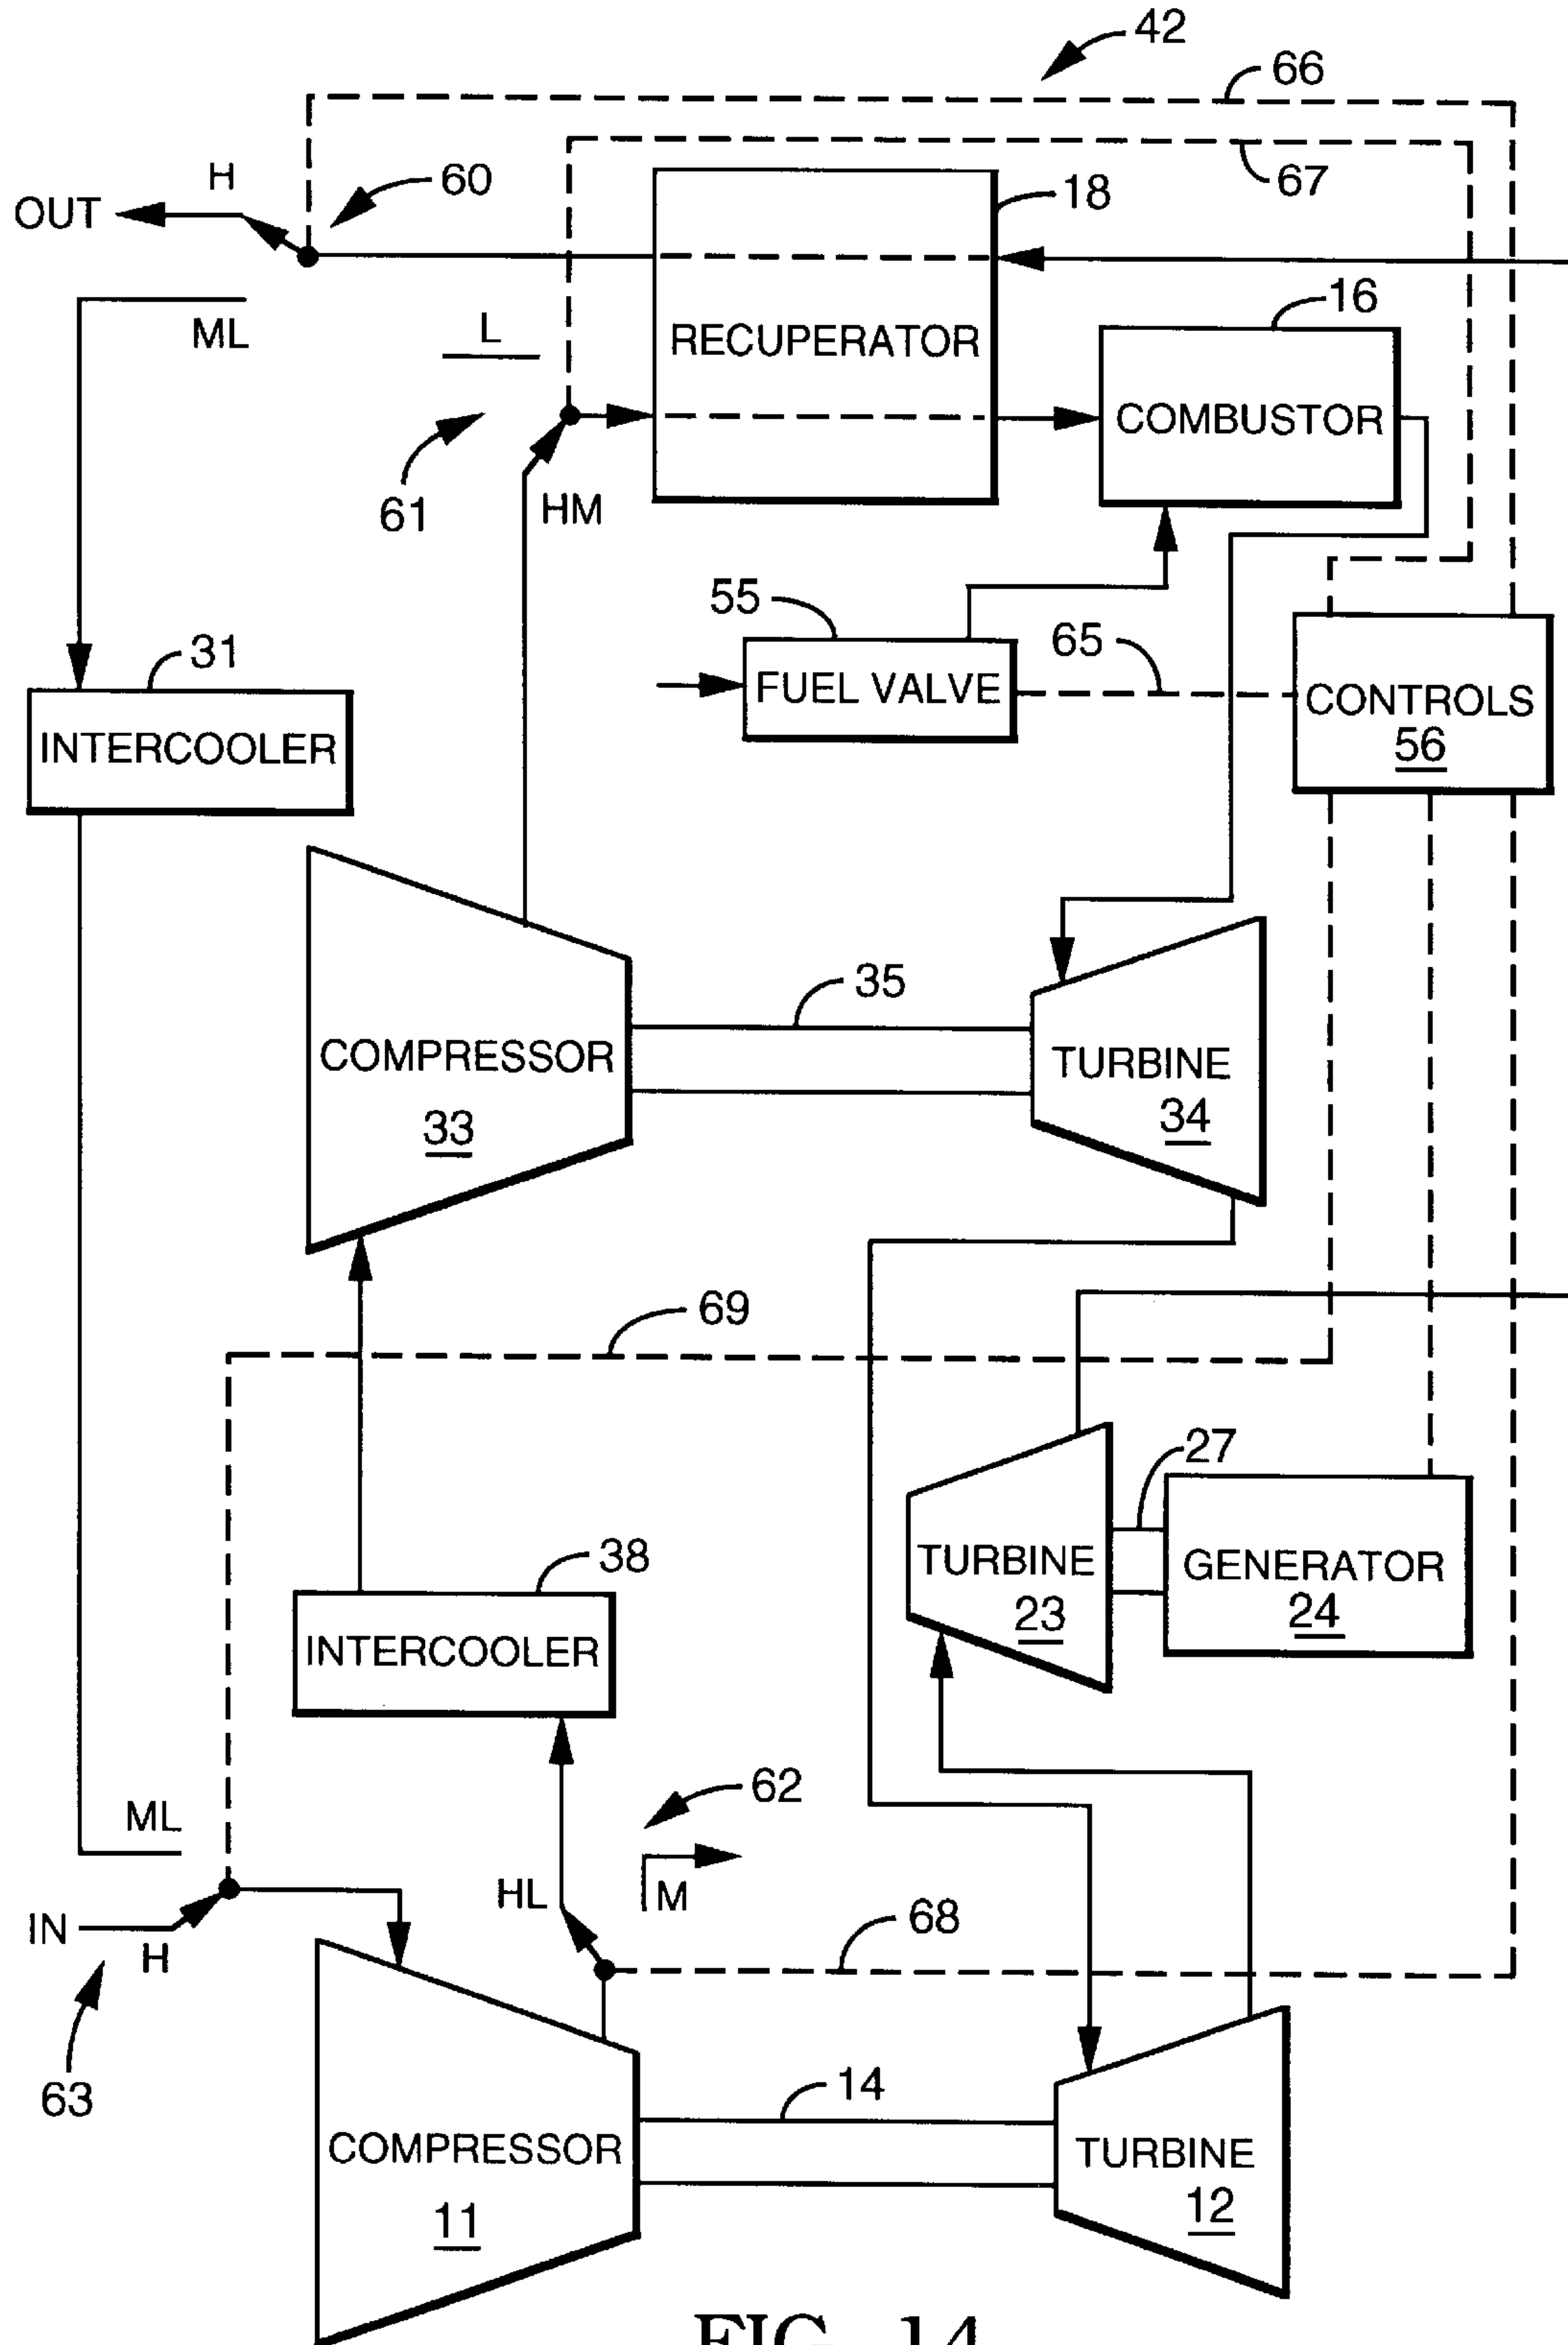 42
66
67
H
60
18
OUT
16
ML
L
RECUPERATOR
COMBUSTOR
61
HM
55
65
31
FUEL VALVE
CONTROLS
56
INTERCOOLER
35
COMPRESSOR
33
TURBINE
34
69
27
38
TURBINE
23
GENERATOR
24
INTERCOOLER
62
ML
HL
M
68
IN
H
63
14
COMPRESSOR
11
TURBINE
12
FIG. 14